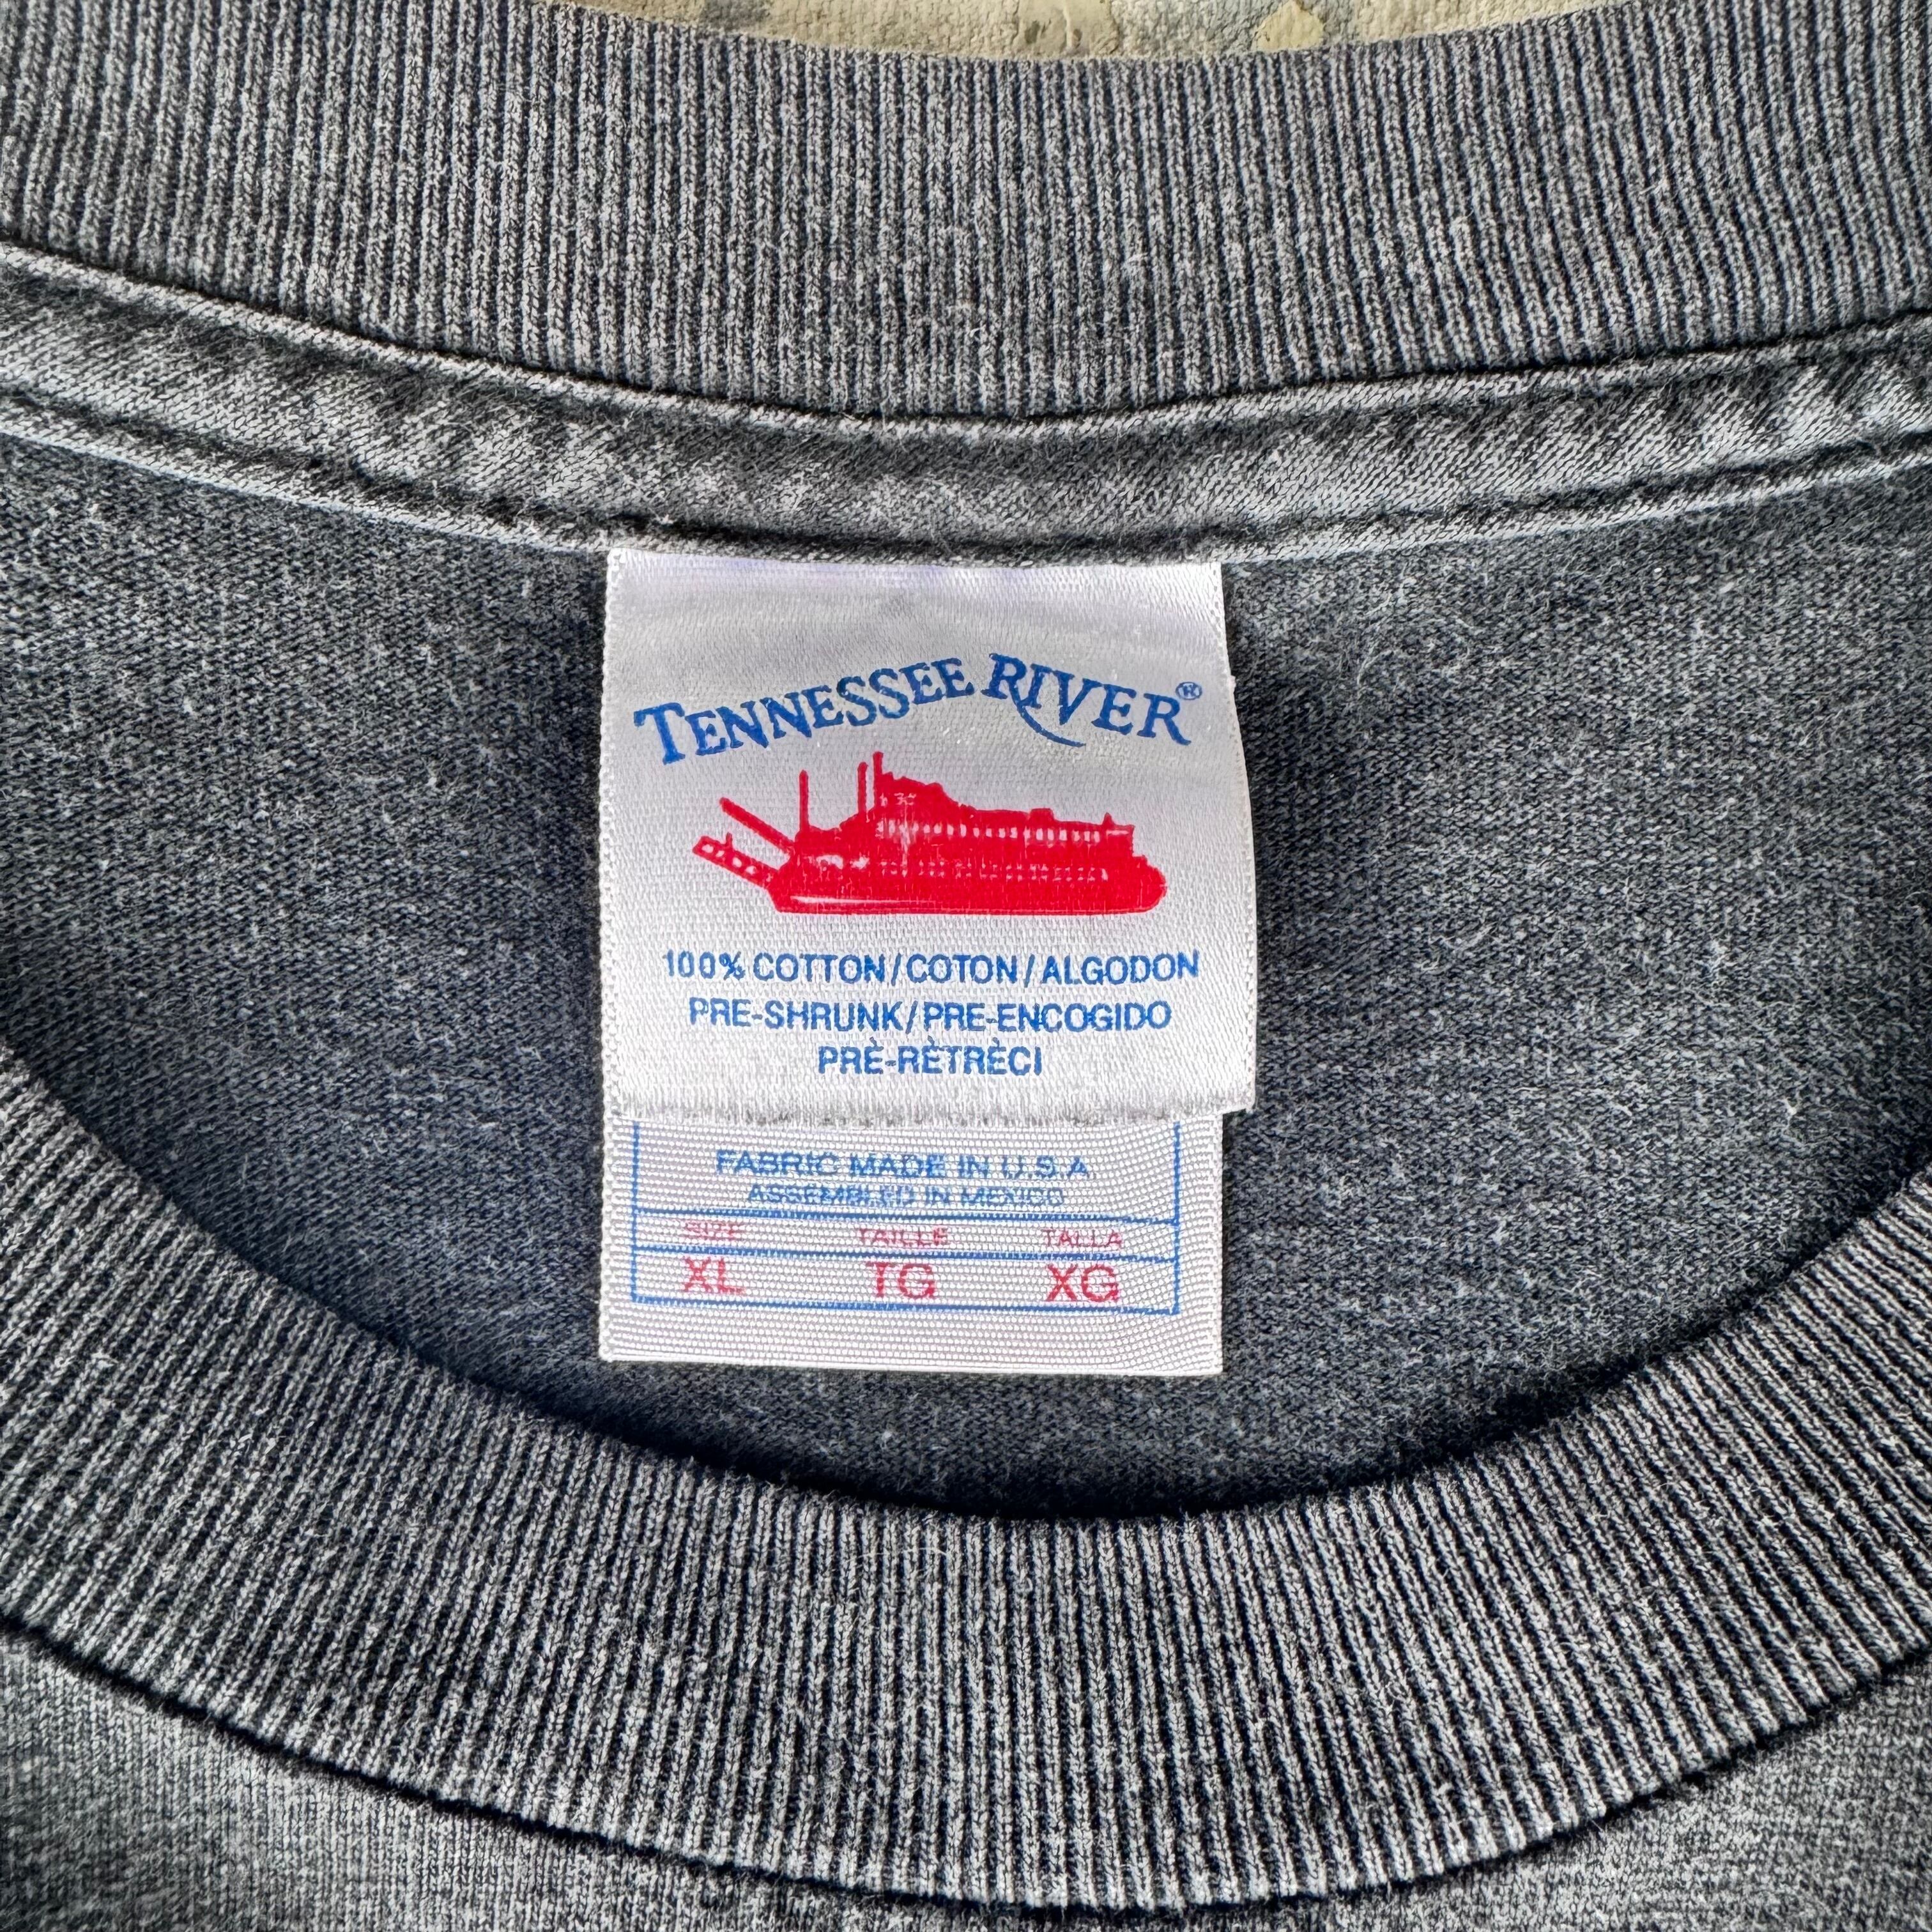 TENNESSEE RIVER®
100% COTTON/COTON/ALGODON
PRE-SHRUNK/PRE-ENCOGIDO
PRÈ-RÈTRÈCI
FABRIC MADE IN U.S.A
ASSEMBLED IN MEXICO
SIZE TAILLE TALLA
XL TG XG